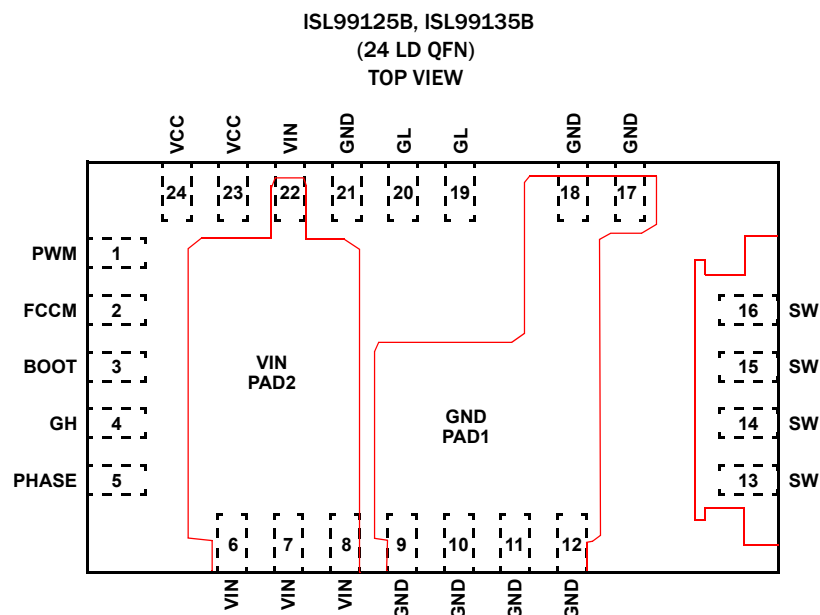 ISL99125B, ISL99135B
(24 LD QFN)
TOP VIEW
VCC VCC VIN GND GL GL GND GND
24 23 22 21 20 19 18 17
PWM 1
FCCM 2
16 SW
BOOT 3
VIN
PAD2
15 SW
GH 4
GND
PAD1
14 SW
PHASE 5
13 SW
6 7 8 9 10 11 12
VIN VIN VIN GND GND GND GND